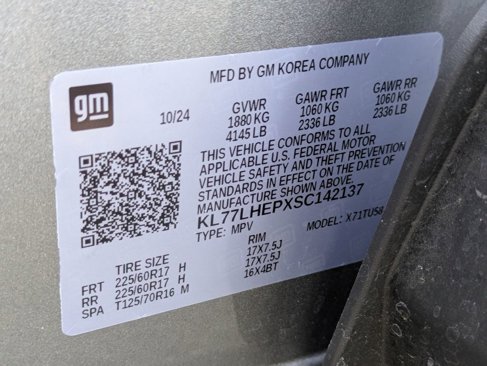 MFD BY GM KOREA COMPANY
gm
10/24
GVWR GAWR FRT GAWR RR
1880 KG 1060 KG 1060 KG
4145 LB 2336 LB 2336 LB
THIS VEHICLE CONFORMS TO ALL
APPLICABLE U.S. FEDERAL MOTOR
VEHICLE SAFETY AND THEFT PREVENTION
STANDARDS IN EFFECT ON THE DATE OF
MANUFACTURE SHOWN ABOVE.
KL77LHEPXSC142137
TYPE: MPV MODEL: X71TU58
TIRE SIZE RIM
FRT 225/60R17 H 17X7.5J
RR 225/60R17 H 17X7.5J
SPA T125/70R16 M 16X4BT